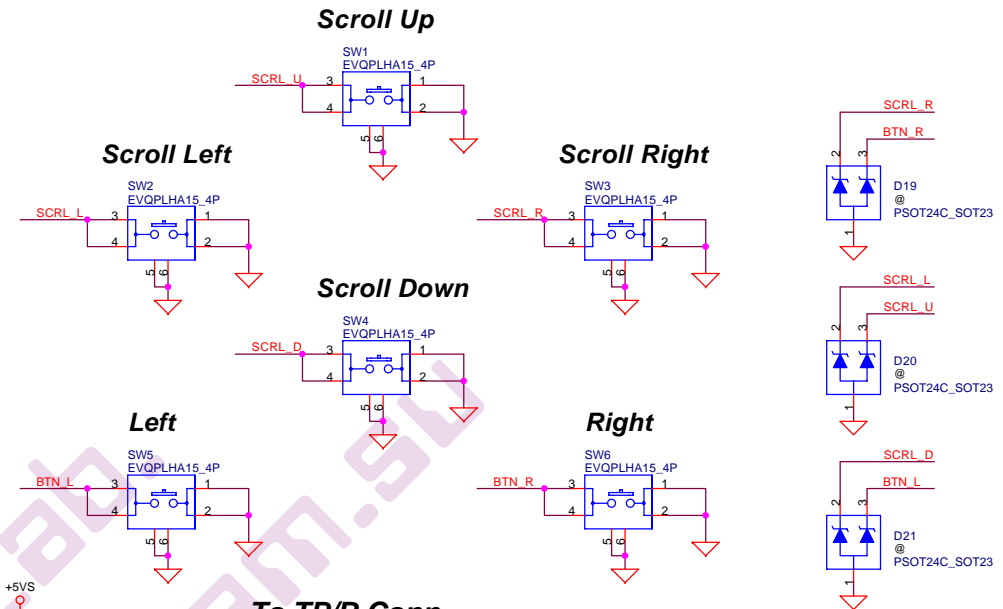 Scroll Up
SW1
EVQPLHA15_4P
SCRL_U
3
1
4
2
5
6
Scroll Left
SW2
EVQPLHA15_4P
SCRL_L
3
1
4
2
5
6
Scroll Right
SW3
EVQPLHA15_4P
SCRL_R
3
1
4
2
5
6
SCRL_R
BTN_R
2
3
D19
@
PSOT24C_SOT23
1
Scroll Down
SW4
EVQPLHA15_4P
SCRL_D
3
1
4
2
5
6
SCRL_L
SCRL_U
2
3
D20
@
PSOT24C_SOT23
1
Left
SW5
EVQPLHA15_4P
BTN_L
3
1
4
2
5
6
Right
SW6
EVQPLHA15_4P
BTN_R
3
1
4
2
5
6
SCRL_D
BTN_L
2
3
D21
@
PSOT24C_SOT23
1
+5VS
To TP/B Conn